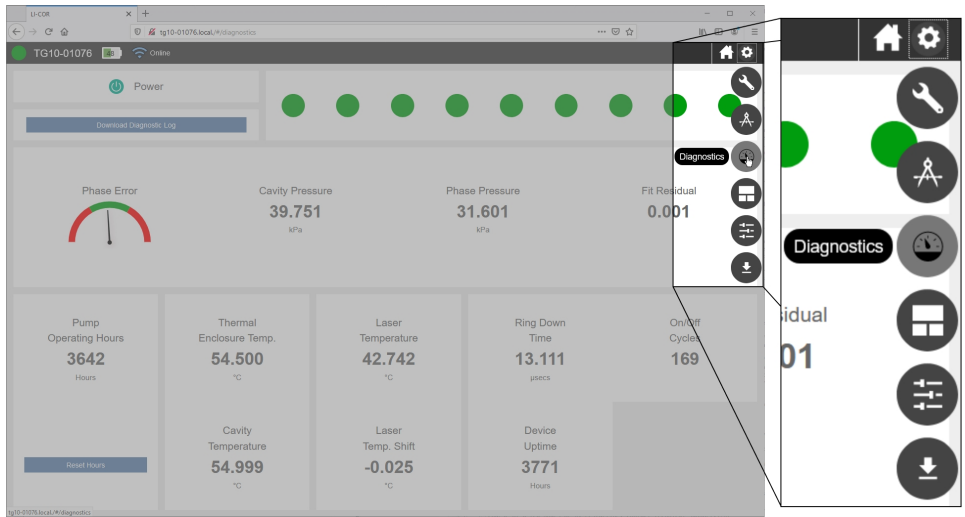 LI-COR
tg10-01076.local./#/diagnostics
TG10-01076
Online
Power
Download Diagnostic Log
Diagnostics
Phase Error
Cavity Pressure
39.751
kPa
Phase Pressure
31.601
kPa
Fit Residual
0.001
Pump
Operating Hours
3642
Hours
Reset Hours
Thermal
Enclosure Temp.
54.500
°C
Laser
Temperature
42.742
°C
Ring Down
Time
13.111
µsecs
On/Off
Cycles
169
Cavity
Temperature
54.999
°C
Laser
Temp. Shift
-0.025
°C
Device
Uptime
3771
Hours
tg10-01076.local./#/diagnostics
Diagnostics
sidual
01